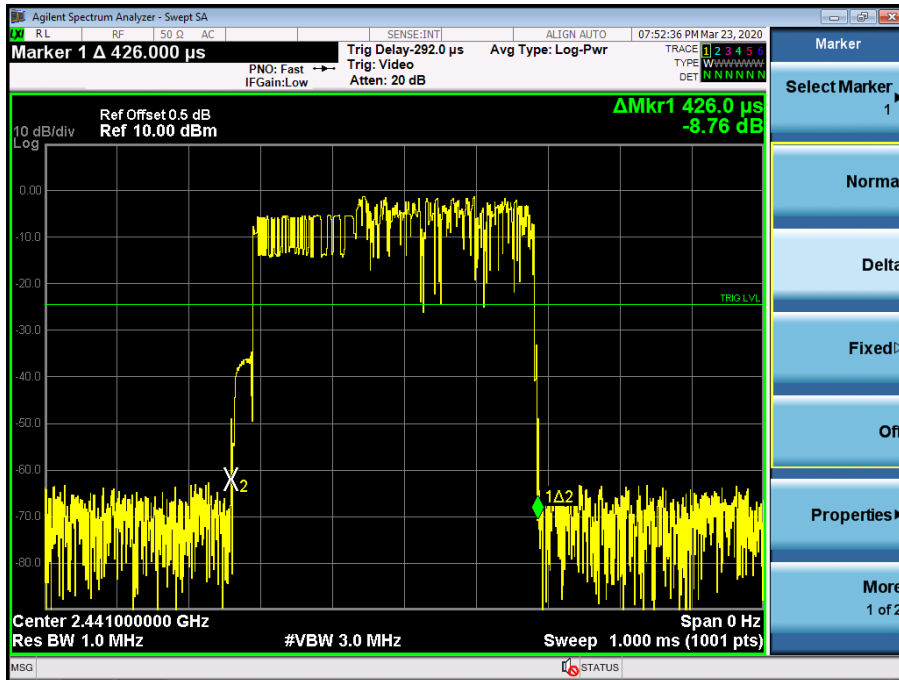 Agilent Spectrum Analyzer - Swept SA
LXI RL RF 50 Ω AC SENSE:INT ALIGN AUTO 07:52:36 PM Mar 23, 2020
Marker 1 Δ 426.000 µs
PNO: Fast
IFGain:Low
Trig Delay-292.0 µs
Trig: Video
Atten: 20 dB
Avg Type: Log-Pwr
TRACE 1 2 3 4 5 6
TYPE WWWWWW
DET N N N N N N
ΔMkr1 426.0 µs
-8.76 dB
Ref Offset 0.5 dB
10 dB/div Ref 10.00 dBm
Log
0.00
-10.0
-20.0
TRIG LVL
-30.0
-40.0
-50.0
-60.0
2
1Δ2
-70.0
-80.0
Center 2.441000000 GHz Span 0 Hz
Res BW 1.0 MHz #VBW 3.0 MHz Sweep 1.000 ms (1001 pts)
MSG STATUS
Marker
Select Marker
1
Norma
Delta
Fixed
Off
Properties
More
1 of 2